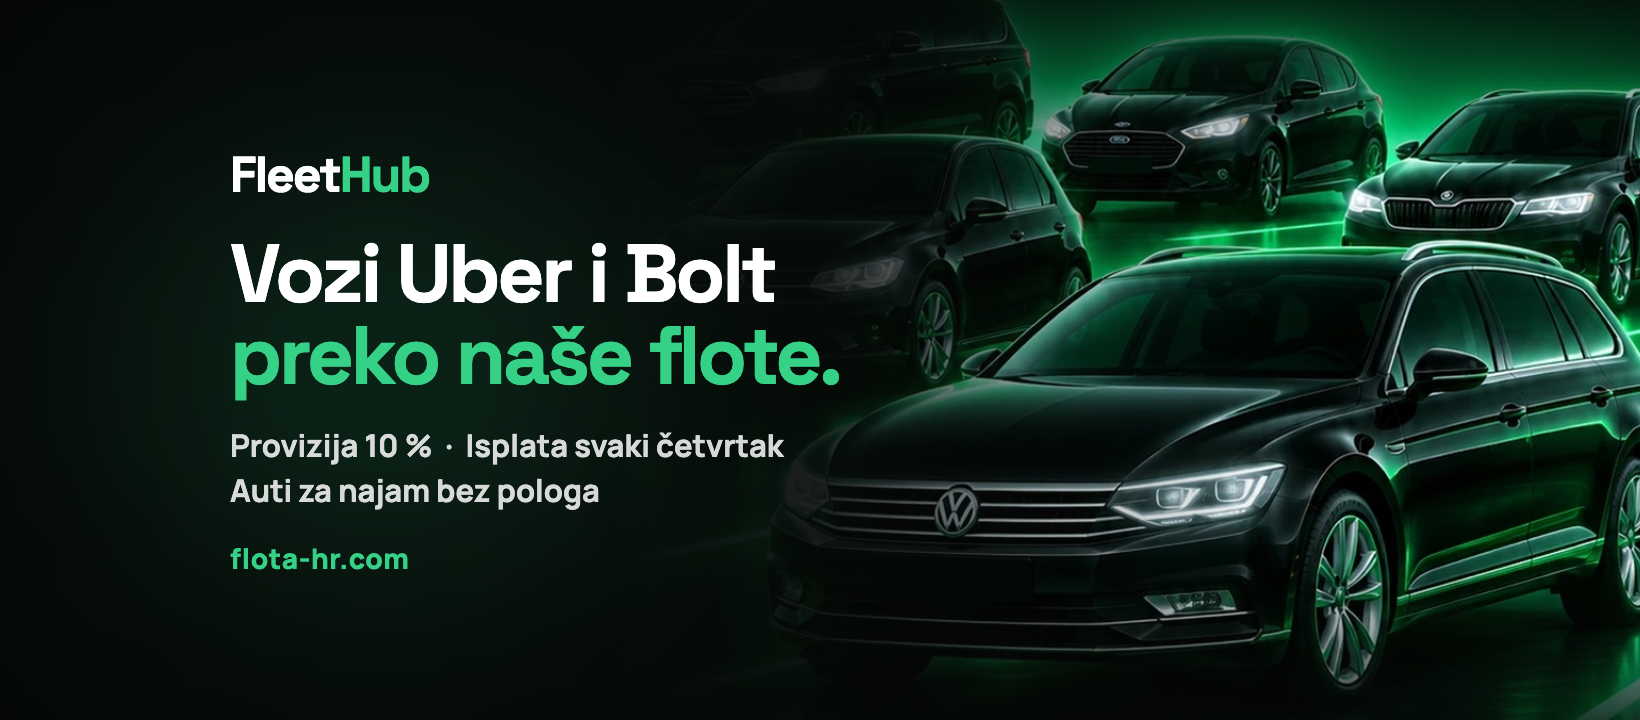 FleetHub
Vozi Uber i Bolt
preko naše flote.
Provizija 10 % · Isplata svaki četvrtak
Auti za najam bez pologa
flota-hr.com